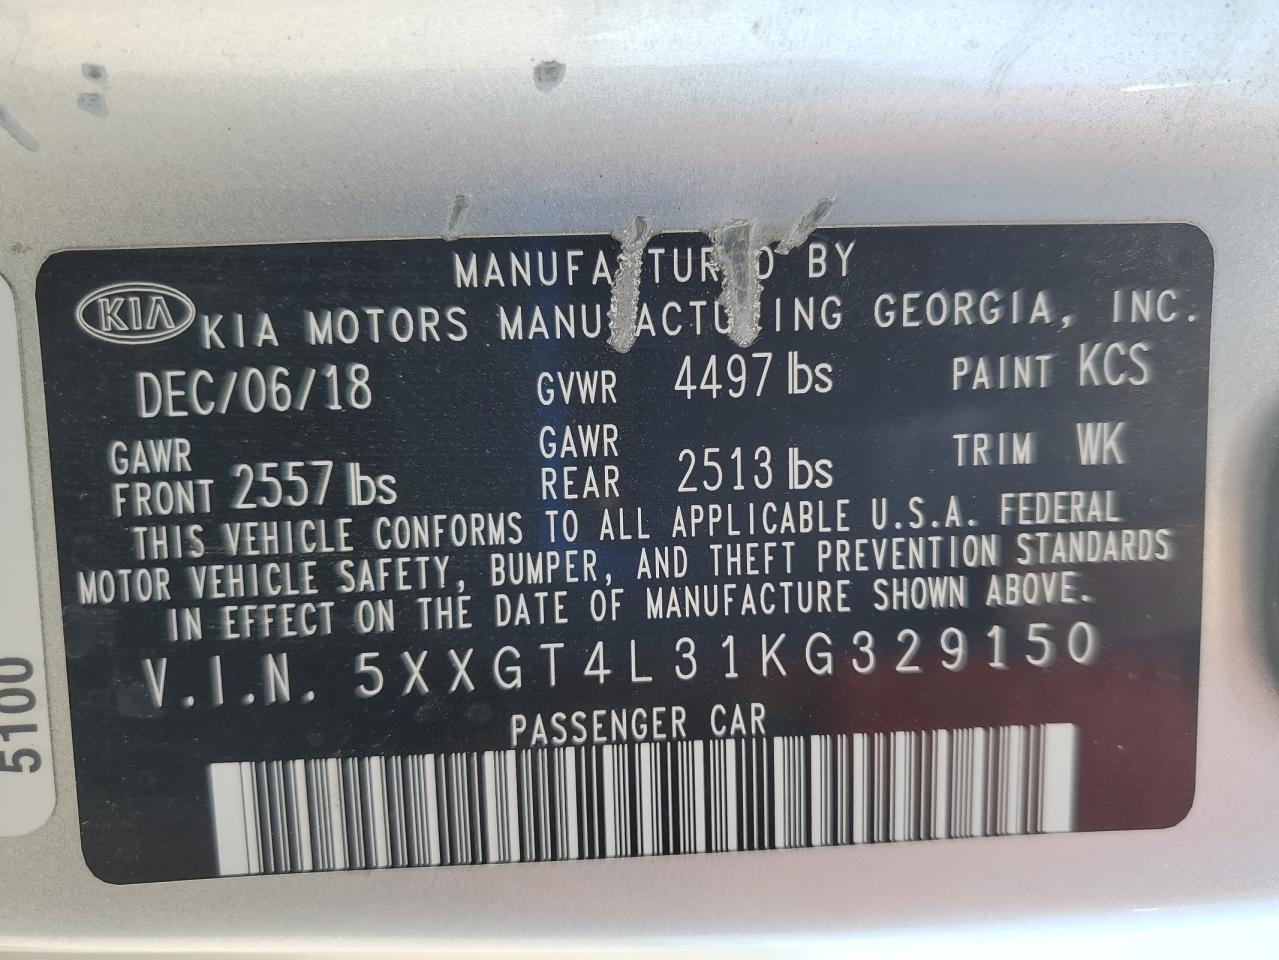 MANUFACTURED BY
KIA KIA MOTORS MANUFACTURING GEORGIA, INC.
DEC/06/18 GVWR 4497 lbs PAINT KCS
GAWR FRONT 2557 lbs GAWR REAR 2513 lbs TRIM WK
THIS VEHICLE CONFORMS TO ALL APPLICABLE U.S.A. FEDERAL
MOTOR VEHICLE SAFETY, BUMPER, AND THEFT PREVENTION STANDARDS
IN EFFECT ON THE DATE OF MANUFACTURE SHOWN ABOVE.
V.I.N. 5XXGT4L31KG329150
PASSENGER CAR
5100